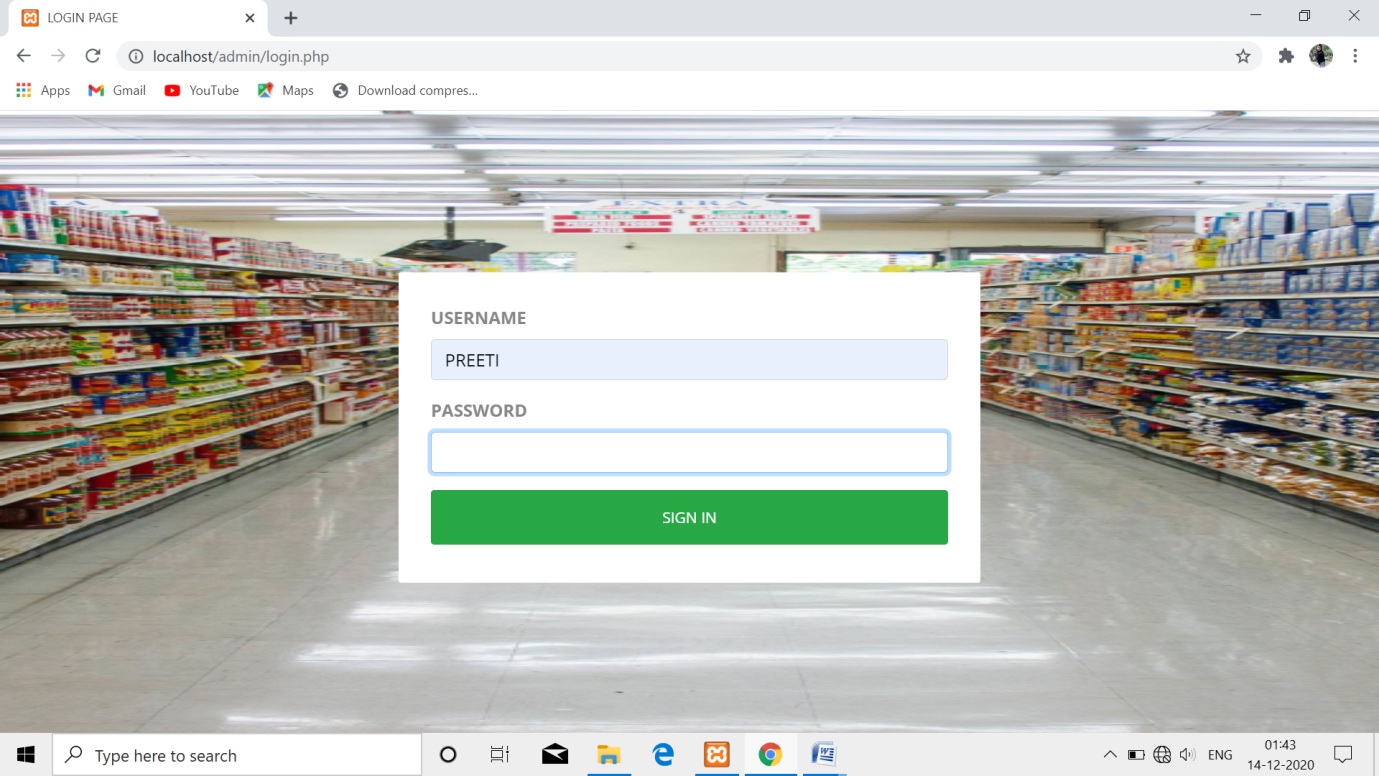 LOGIN PAGE
localhost/admin/login.php
Apps
Gmail
YouTube
Maps
Download compres...
EXTRA
USERNAME
PREETI
PASSWORD
SIGN IN
Type here to search
ENG
01:43
14-12-2020